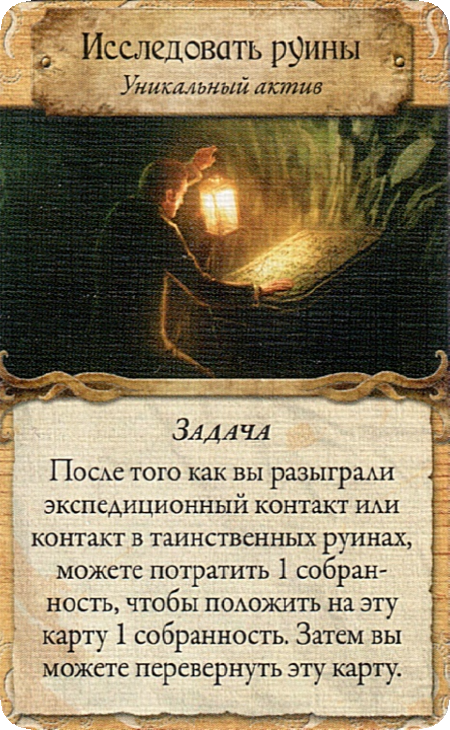 Исследовать руины
Уникальный актив
Задача
После того как вы разыграли
экспедиционный контакт или
контакт в таинственных руинах,
можете потратить 1 собран-
ность, чтобы положить на эту
карту 1 собранность. Затем вы
можете перевернуть эту карту.